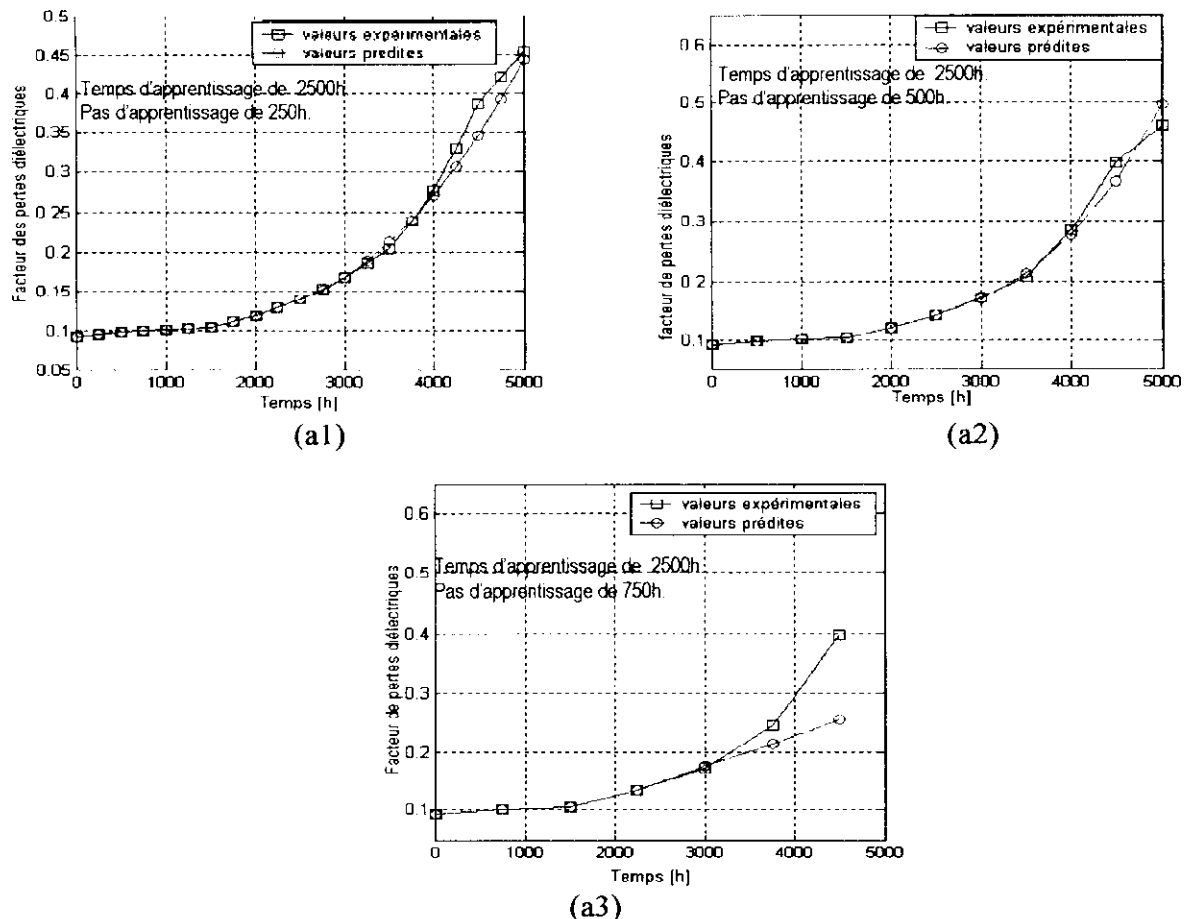 0.5
0.45
0.4
0.35
0.3
0.25
0.2
0.15
0.1
0.05
Facteur des pertes diélectriques
valeurs expérimentales
valeurs prédites
Temps d'apprentissage de 2500h.
Pas d'apprentissage de 250h.
0 1000 2000 3000 4000 5000
Temps [h]
(a1)
0.6
0.5
0.4
0.3
0.2
0.1
facteur de pertes diélectriques
valeurs expérimentales
valeurs prédites
Temps d'apprentissage de 2500h.
Pas d'apprentissage de 500h.
0 1000 2000 3000 4000 5000
Temps [h]
(a2)
0.6
0.5
0.4
0.3
0.2
0.1
Facteur de pertes diélectriques
valeurs expérimentales
valeurs prédites
Temps d'apprentissage de 2500h.
Pas d'apprentissage de 750h.
0 1000 2000 3000 4000 5000
Temps [h]
(a3)